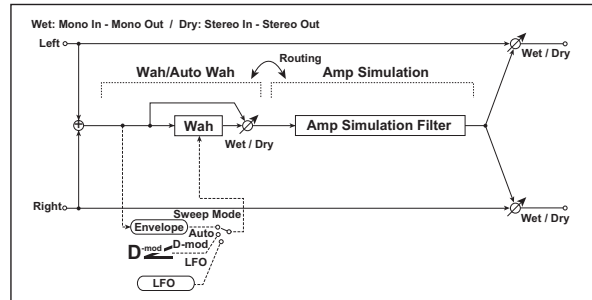 Wet: Mono In - Mono Out / Dry: Stereo In - Stereo Out
Left
Wet / Dry
Routing
Wah/Auto Wah
Amp Simulation
Wah
Wet / Dry
Amp Simulation Filter
Right
Wet / Dry
Sweep Mode
Envelope
Auto
D-mod
D-mod
LFO
LFO